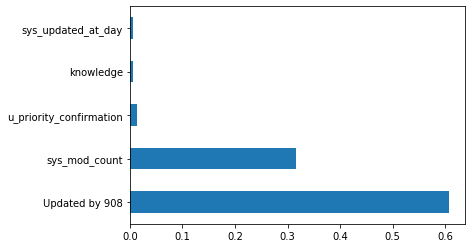 sys_updated_at_day
knowledge
u_priority_confirmation
sys_mod_count
Updated by 908
0.0 0.1 0.2 0.3 0.4 0.5 0.6